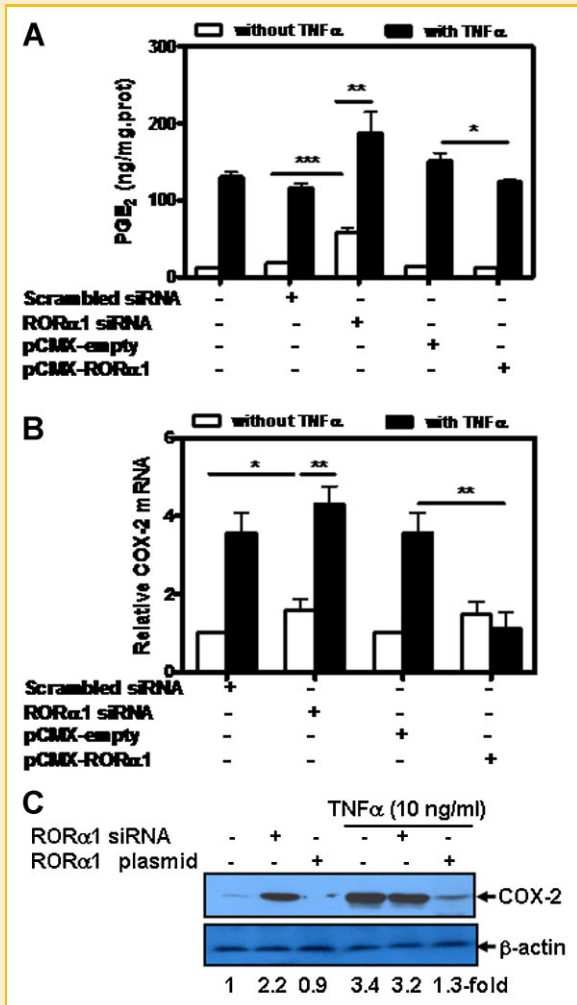 A
without TNFα
with TNFα
PGE2 (ng/mg.prot)
300
200
100
0
***
**
*
Scrambled siRNA - + - - -
RORα1 siRNA - - + - -
pCMX-empty - - - + -
pCMX-RORα1 - - - - +
B
without TNFα
with TNFα
Relative COX-2 mRNA
6
4
2
0
*
**
**
Scrambled siRNA + - - -
RORα1 siRNA - + - -
pCMX-empty - - + -
pCMX-RORα1 - - - +
C
TNFα (10 ng/ml)
RORα1 siRNA - + - - + -
RORα1 plasmid - - + - - +
COX-2
β-actin
1 2.2 0.9 3.4 3.2 1.3-fold